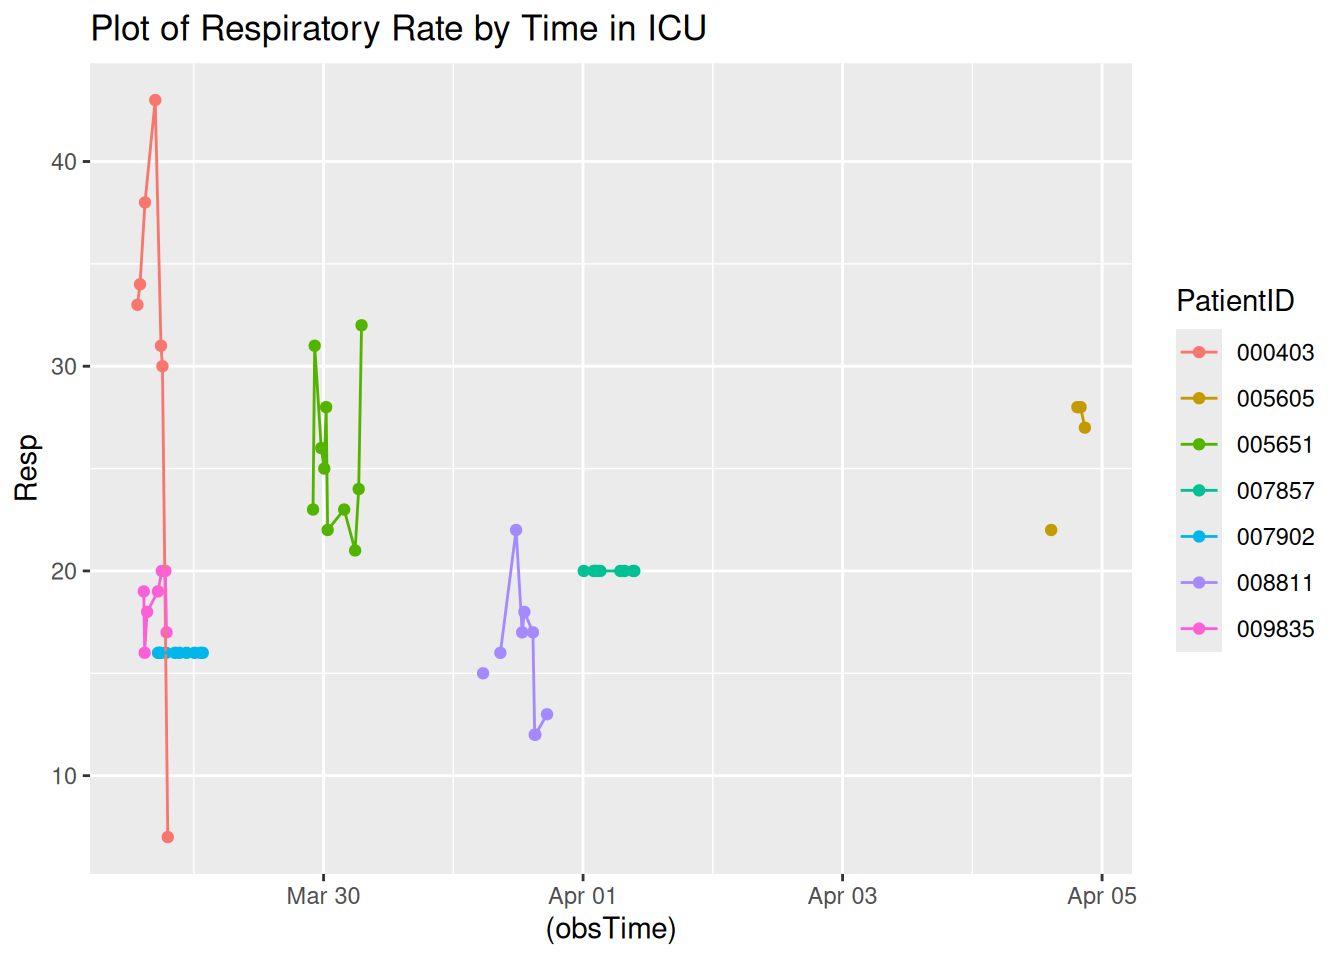 Plot of Respiratory Rate by Time in ICU
Resp
40
30
20
10
Mar 30
Apr 01
Apr 03
Apr 05
(obsTime)
PatientID
000403
005605
005651
007857
007902
008811
009835